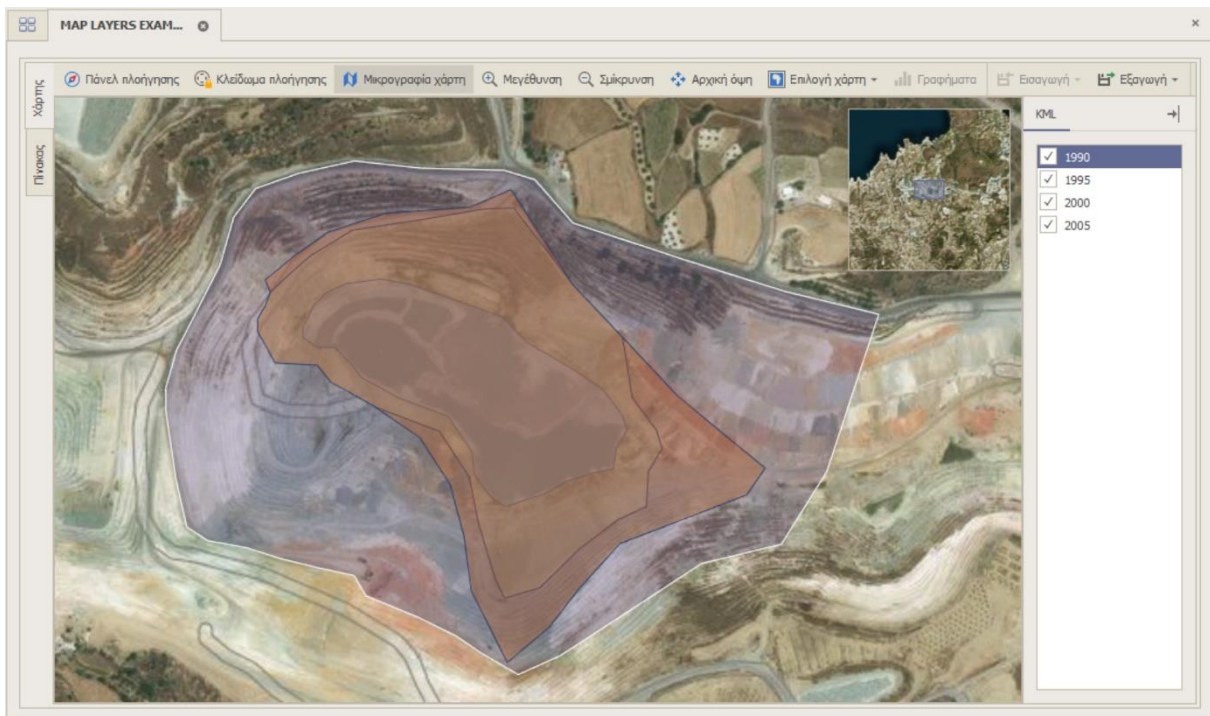 MAP LAYERS EXAM...
Πάνελ πλοήγησης Κλείδωμα πλοήγησης Μικρογραφία χάρτη Μεγέθυνση Σμίκρυνση Αρχική όψη Επιλογή χάρτη Γραφήματα Εισαγωγή Εξαγωγή
Χάρτης
Πίνακας
KML
1990
1995
2000
2005